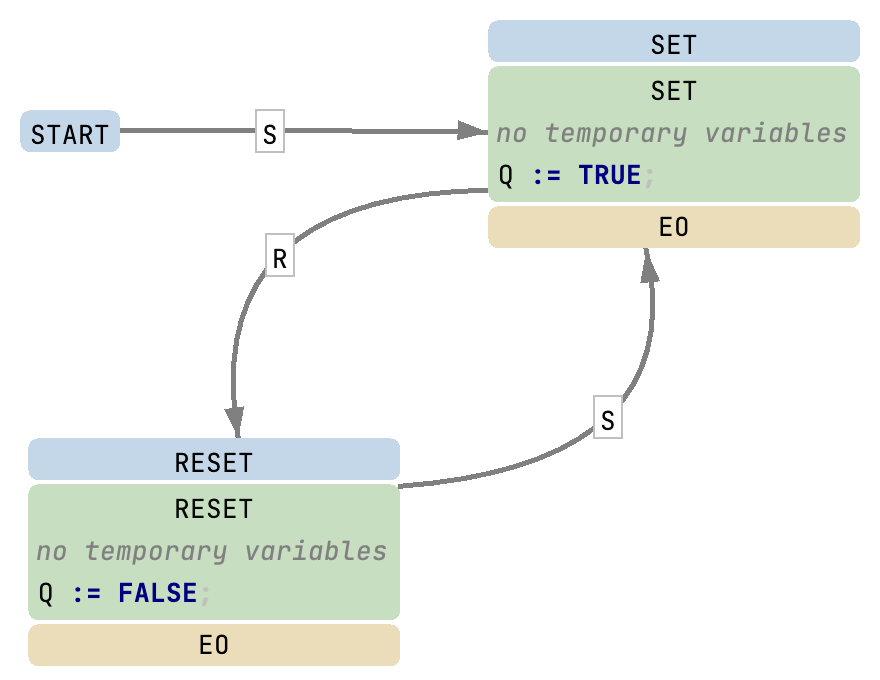 SET
SET
START
S
no temporary variables
Q := TRUE;
EO
R
S
RESET
RESET
no temporary variables
Q := FALSE;
EO